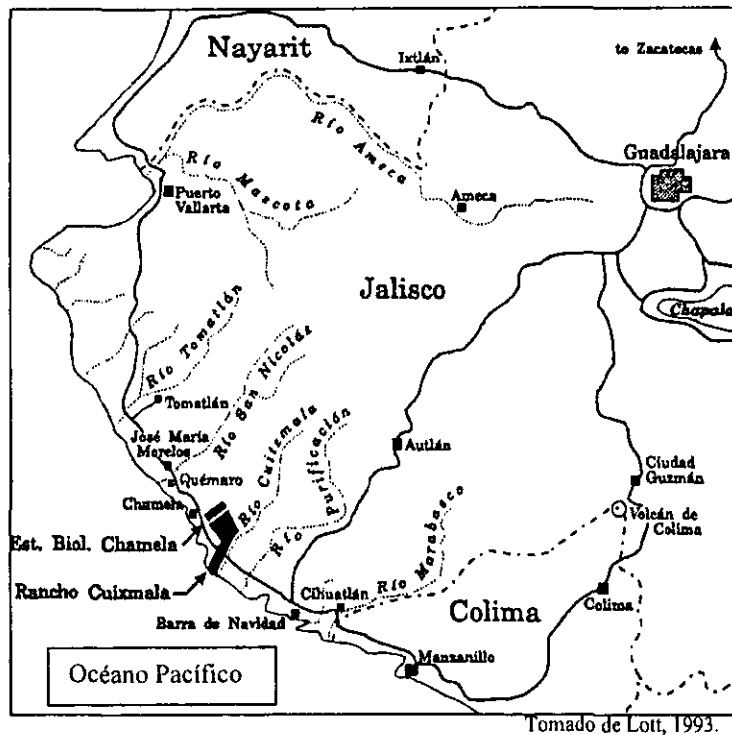 Nayarit
Ixtlán
to Zacatecas
Río Ameca
Guadalajara
Río Mascota
Puerto
Vallarta
Ameca
Jalisco
Chapala
Río Tomatlán
Río San Nicolás
Tomatlán
Río Cuitzmala
Río Purificación
José María
Morelos
Autlán
Quémaro
Ciudad
Guzmán
Chamela
Río Marabasco
Volcán de
Colima
Est. Biol. Chamela
Rancho Cuixmala
Cihuatlán
Colima
Colima
Barra de Navidad
Manzanillo
Océano Pacífico
Tomado de Lott, 1993.